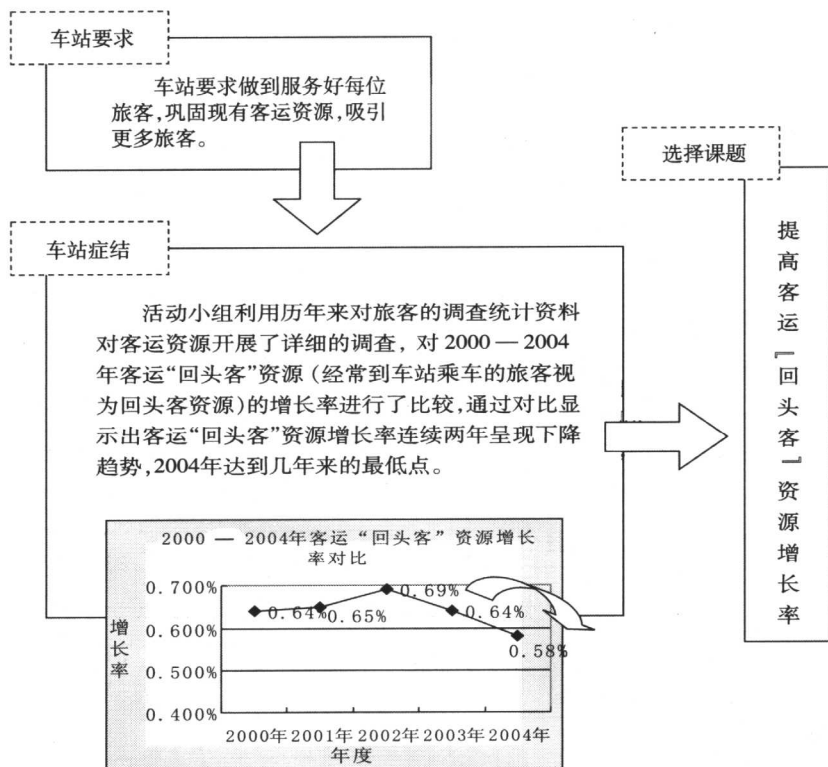 车站要求
车站要求做到服务好每位
旅客,巩固现有客运资源,吸引
更多旅客。
选择课题
提高客运『回头客』资源增长率
车站症结
活动小组利用历年来对旅客的调查统计资料
对客运资源开展了详细的调查, 对 2000 — 2004
年客运“回头客”资源 (经常到车站乘车的旅客视
为回头客资源)的增长率进行了比较,通过对比显
示出客运“回头客”资源增长率连续两年呈现下降
趋势,2004年达到几年来的最低点。
2000 — 2004年客运“回头客”资源增长
率对比
0.700%
0.600%
0.500%
0.400%
增长率
0.64%
0.65%
0.69%
0.64%
0.58%
2000年 2001年 2002年 2003年 2004年
年度